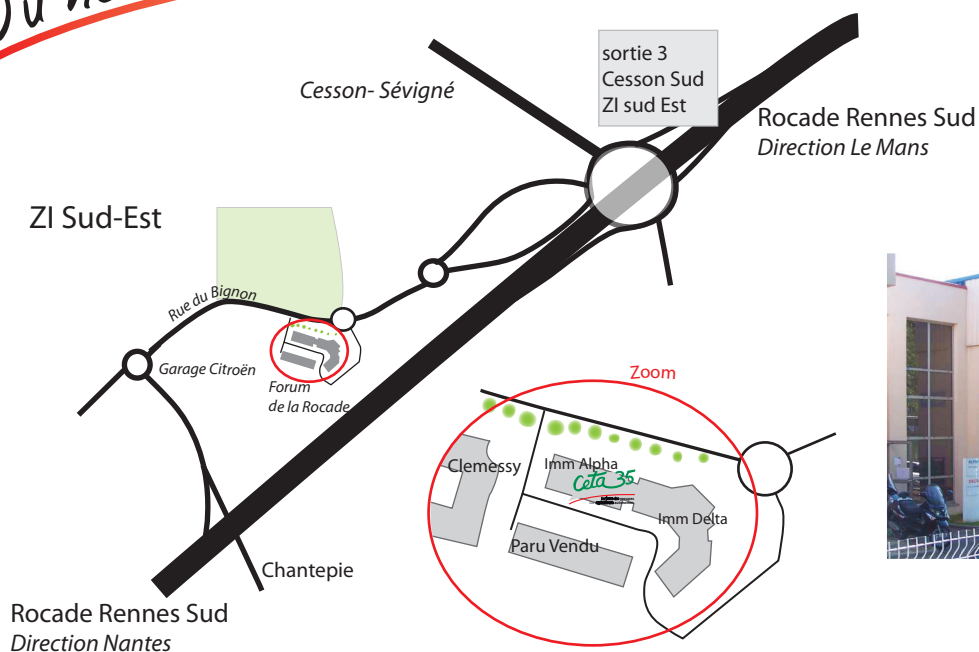 Du n
sortie 3
Cesson Sud
ZI sud Est
Cesson- Sévigné
Rocade Rennes Sud
Direction Le Mans
ZI Sud-Est
Rue du Bignon
Garage Citroën
Forum
de la Rocade
Zoom
Clemessy
Imm Alpha
Ceta 35
Imm Delta
Paru Vendu
Chantepie
Rocade Rennes Sud
Direction Nantes